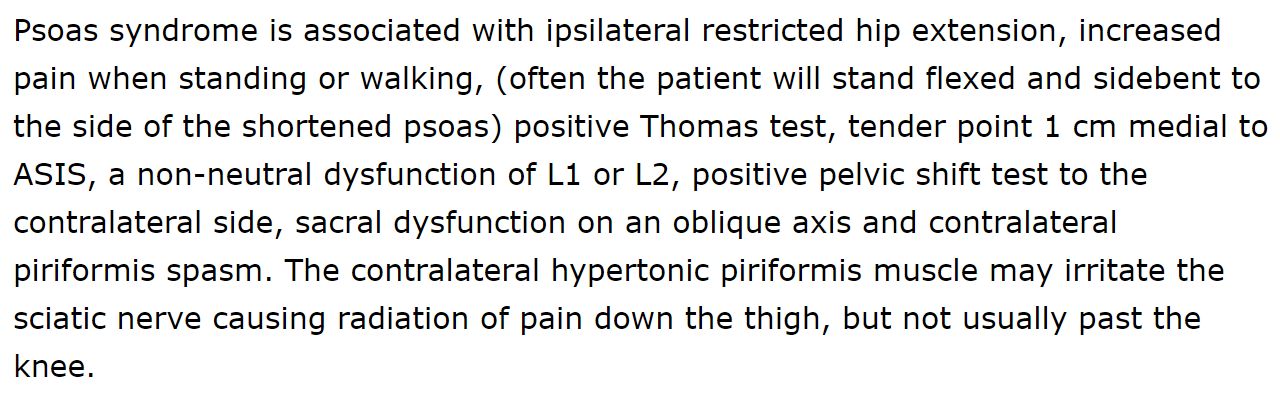 Psoas syndrome is associated with ipsilateral restricted hip extension, increased
pain when standing or walking, (often the patient will stand flexed and sidebent to
the side of the shortened psoas) positive Thomas test, tender point 1 cm medial to
ASIS, a non-neutral dysfunction of L1 or L2, positive pelvic shift test to the
contralateral side, sacral dysfunction on an oblique axis and contralateral
piriformis spasm. The contralateral hypertonic piriformis muscle may irritate the
sciatic nerve causing radiation of pain down the thigh, but not usually past the
knee.